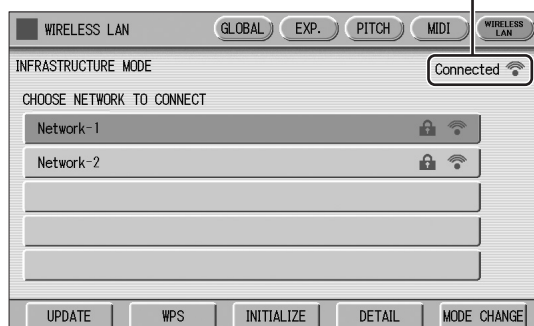 WIRELESS LAN GLOBAL EXP. PITCH MIDI WIRELESS LAN
INFRASTRUCTURE MODE Connected
CHOOSE NETWORK TO CONNECT
Network-1
Network-2
UPDATE WPS INITIALIZE DETAIL MODE CHANGE